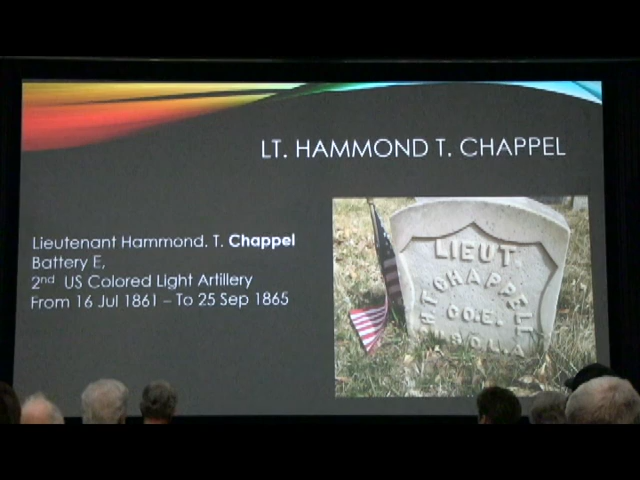 LT. HAMMOND T. CHAPPEL
Lieutenant Hammond. T. Chappel
Battery E,
2nd US Colored Light Artillery
From 16 Jul 1861 – To 25 Sep 1865
LIEUT.
H T CHAPPELL
CO.E.